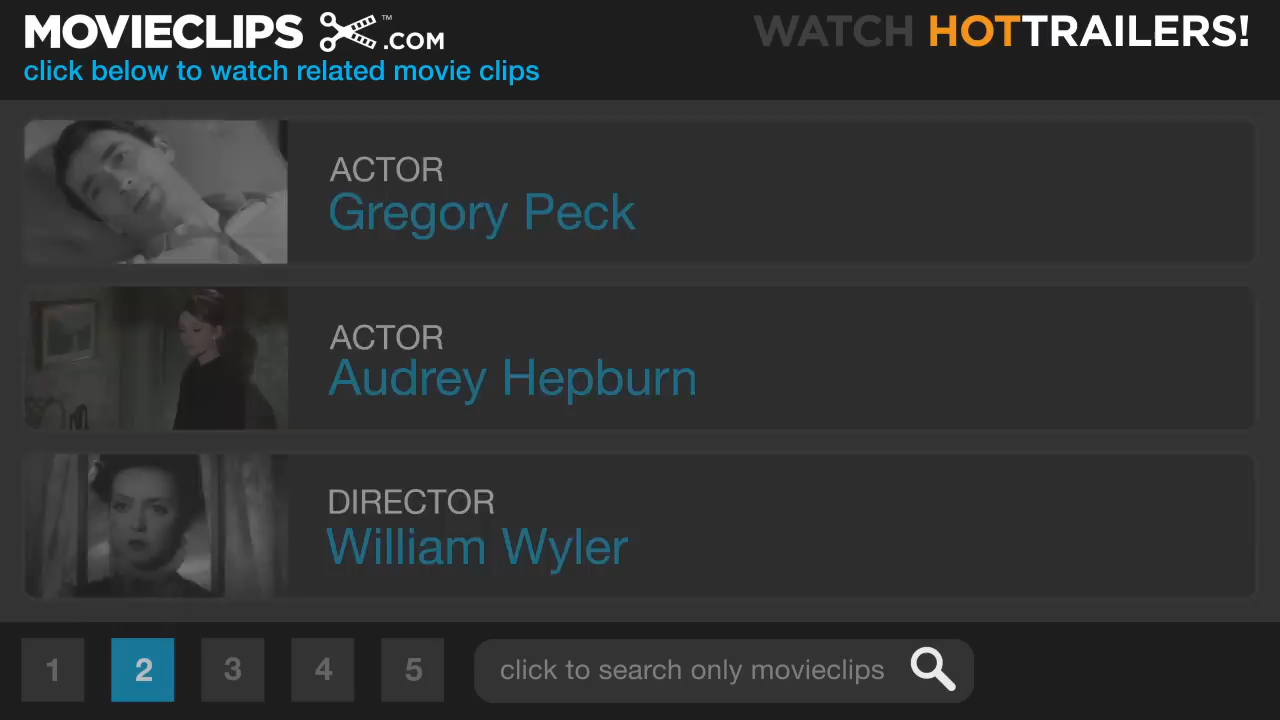 MOVIECLIPS ™ .COM
WATCH HOTTRAILERS!
click below to watch related movie clips
ACTOR
Gregory Peck
ACTOR
Audrey Hepburn
DIRECTOR
William Wyler
1 2 3 4 5 click to search only movieclips